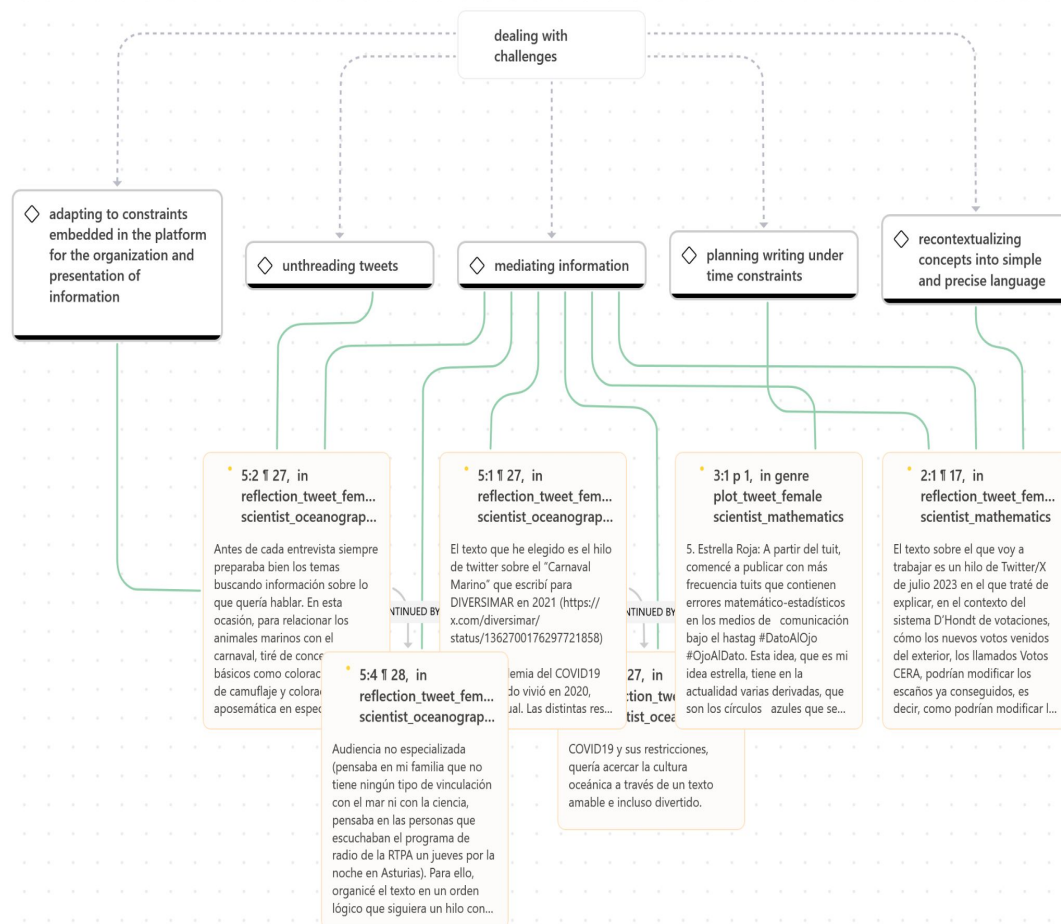 dealing with
challenges
adapting to constraints
embedded in the platform
for the organization and
presentation of
information
unthreading tweets
mediating information
planning writing under
time constraints
recontextualizing
concepts into simple
and precise language
5:2 ¶ 27, in
reflection_tweet_fem...
scientist_oceanograp...
Antes de cada entrevista siempre
preparaba bien los temas
buscando información sobre lo
que quería hablar. En esta
ocasión, para relacionar los
animales marinos con el
carnaval, tiré de
básicos como
de camuflaje y
aposemática en
5:1 ¶ 27, in
reflection_tweet_fem...
scientist_oceanograp...
El texto que he elegido es el hilo
de twitter sobre el “Carnaval
Marino” que escribí para
DIVERSIMAR en 2021 (https://
x.com/diversimar/
status/1362700176297721858)
del COVID19
vivió en 2020,
Las distintas res...
3:1 p 1, in genre
plot_tweet_female
scientist_mathematics
5. Estrella Roja: A partir del tuit,
comencé a publicar con más
frecuencia tuits que contienen
errores matemático-estadísticos
en los medios de comunicación
bajo el hastag #DatoAlOjo
#OjoAlDato. Esta idea, que es mi
idea estrella, tiene en la
actualidad varias derivadas, que
son los círculos azules que se...
2:1 ¶ 17, in
reflection_tweet_fem...
scientist_mathematics
El texto sobre el que voy a
trabajar es un hilo de Twitter/X
de julio 2023 en el que traté de
explicar, en el contexto del
sistema D’Hondt de votaciones,
cómo los nuevos votos venidos
del exterior, los llamados Votos
CERA, podrían modificar los
escaños ya conseguidos, es
decir, como podrían modificar l...
BY
BY
5:4 ¶ 28, in
reflection_tweet_fem...
scientist_oceanograp...
Audiencia no especializada
(pensaba en mi familia que no
tiene ningún tipo de vinculación
con el mar ni con la ciencia,
pensaba en las personas que
escuchaban el programa de
radio de la RTPA un jueves por la
noche en Asturias). Para ello,
organicé el texto en un orden
lógico que siguiera un hilo con...
27, in
COVID19 y sus restricciones,
quería acercar la cultura
oceánica a través de un texto
amable e incluso divertido.